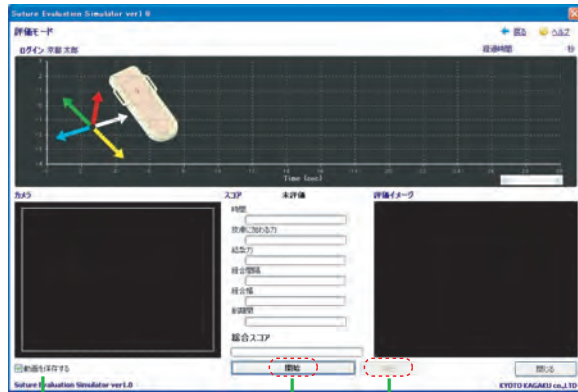 Suture Evaluation Simulator ver1.0
評価モード
戻る ヘルプ
ログイン 京都太郎
経過時間 秒
Time (sec)
カメラ
スコア 未評価
評価イメージ
時間
皮膚に加わる力
結紮力
縫合間隔
縫合幅
総合スコア
動画を保存する
開始
閉じる
Suture Evaluation Simulator ver1.0
KYOTO KAGAKU co.,LTD